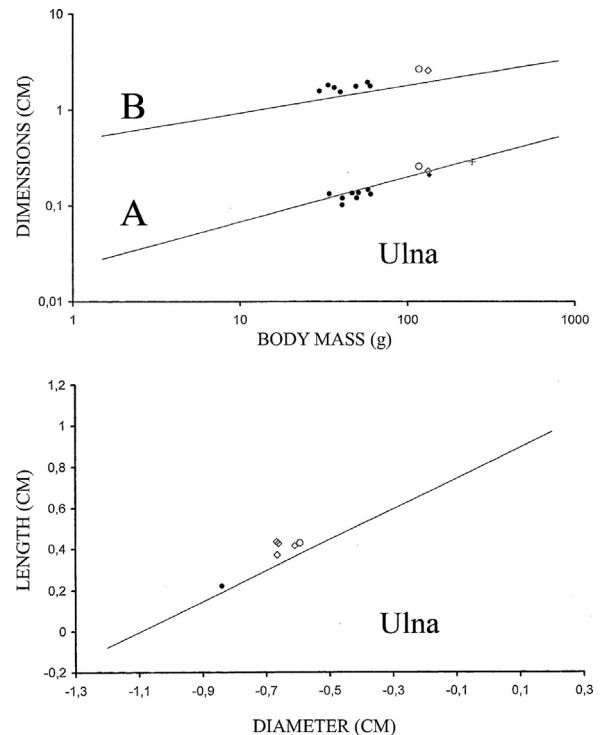 10
1
0,1
0,01
DIMENSIONS (CM)
B
A
Ulna
1 10 100 1000
BODY MASS (g)
1,2
1
0,8
0,6
0,4
0,2
0
-0,2
LENGTH (CM)
Ulna
-1,3 -1,1 -0,9 -0,7 -0,5 -0,3 -0,1 0,1 0,3
DIAMETER (CM)